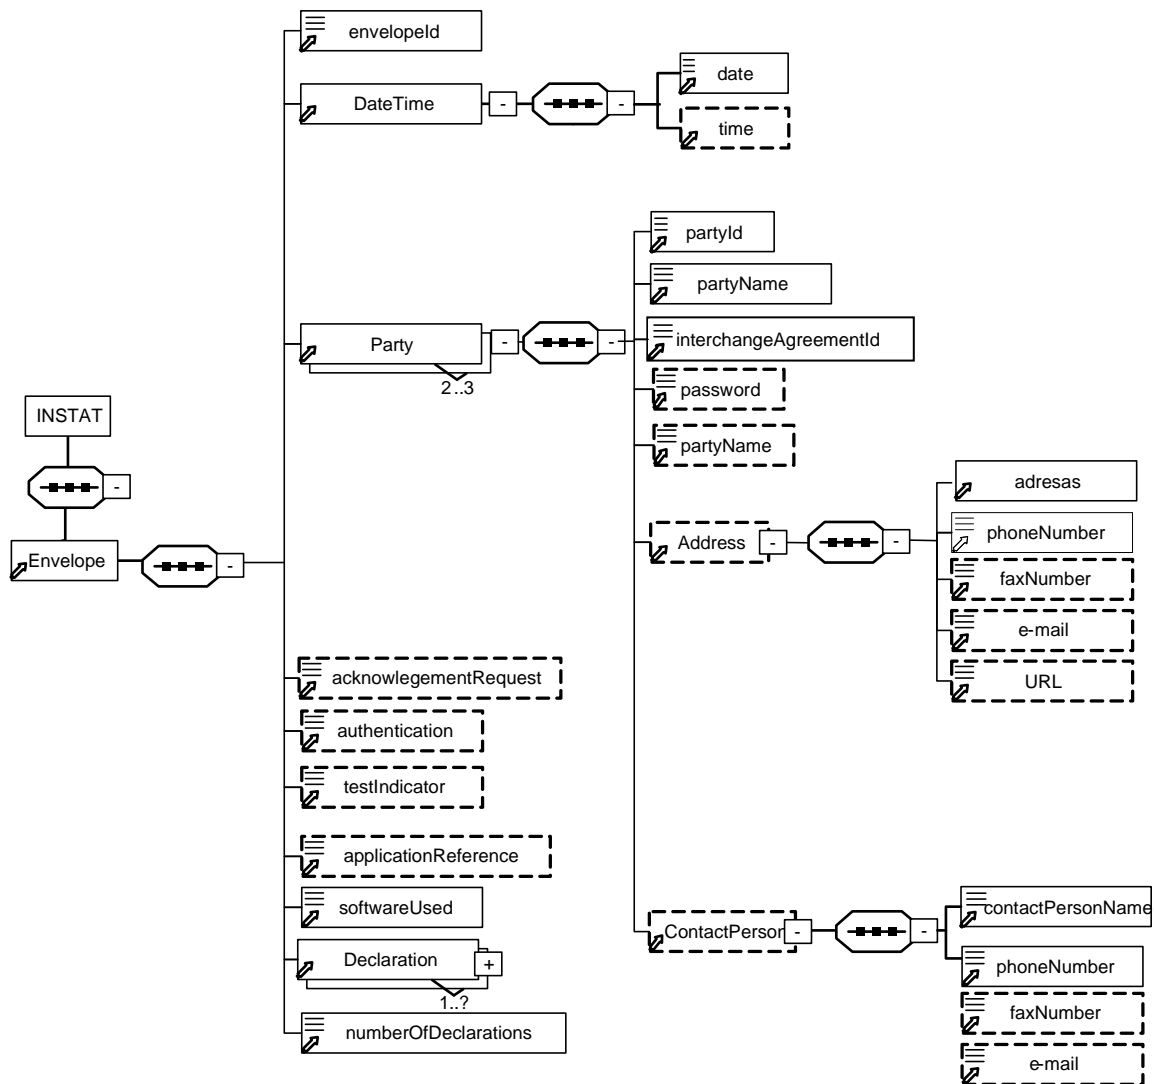 envelopeId
date
DateTime
time
partyId
partyName
interchangeAgreementId
Party
2..3
password
INSTAT
partyName
adresas
phoneNumber
Address
Envelope
faxNumber
e-mail
acknowlegementRequest
URL
authentication
testIndicator
applicationReference
softwareUsed
contactPersonName
ContactPerson
Declaration
phoneNumber
1..?
faxNumber
numberOfDeclarations
e-mail